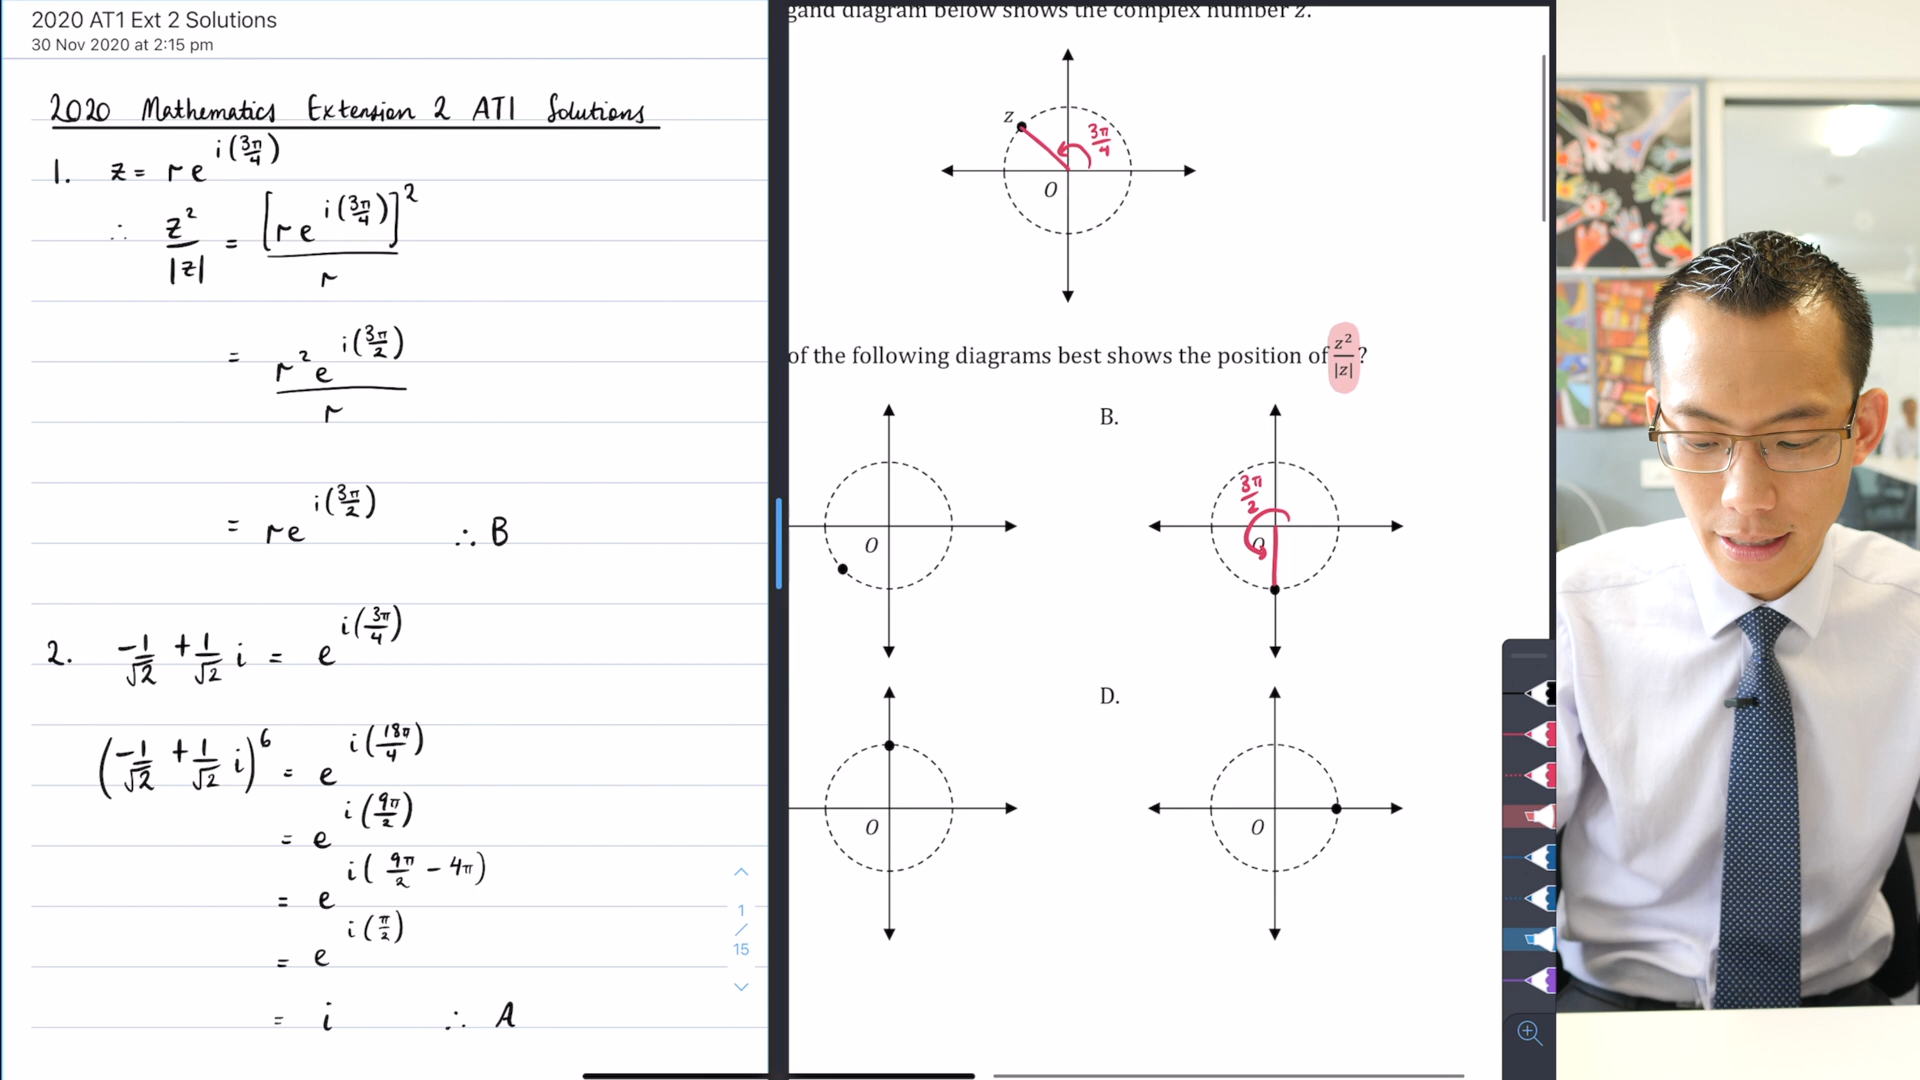 2020 AT1 Ext 2 Solutions
30 Nov 2020 at 2:15 pm
2020 Mathematics Extension 2 AT1 Solutions
1. z = re^{i(3π/4)}
∴ z²/|z| = [re^{i(3π/4)}]²/r
= r²e^{i(3π/2)}/r
= re^{i(3π/2)} ∴ B
2. -1/√2 + 1/√2 i = e^{i(3π/4)}
(-1/√2 + 1/√2 i)⁶ = e^{i(18π/4)}
= e^{i(9π/2)}
= e^{i(9π/2 - 4π)}
= e^{i(π/2)}
= i ∴ A
1
/
15
gand diagram below shows the complex number z.
z
3π/4
O
of the following diagrams best shows the position of z²/|z| ?
O
B.
3π/2
O
O
D.
O